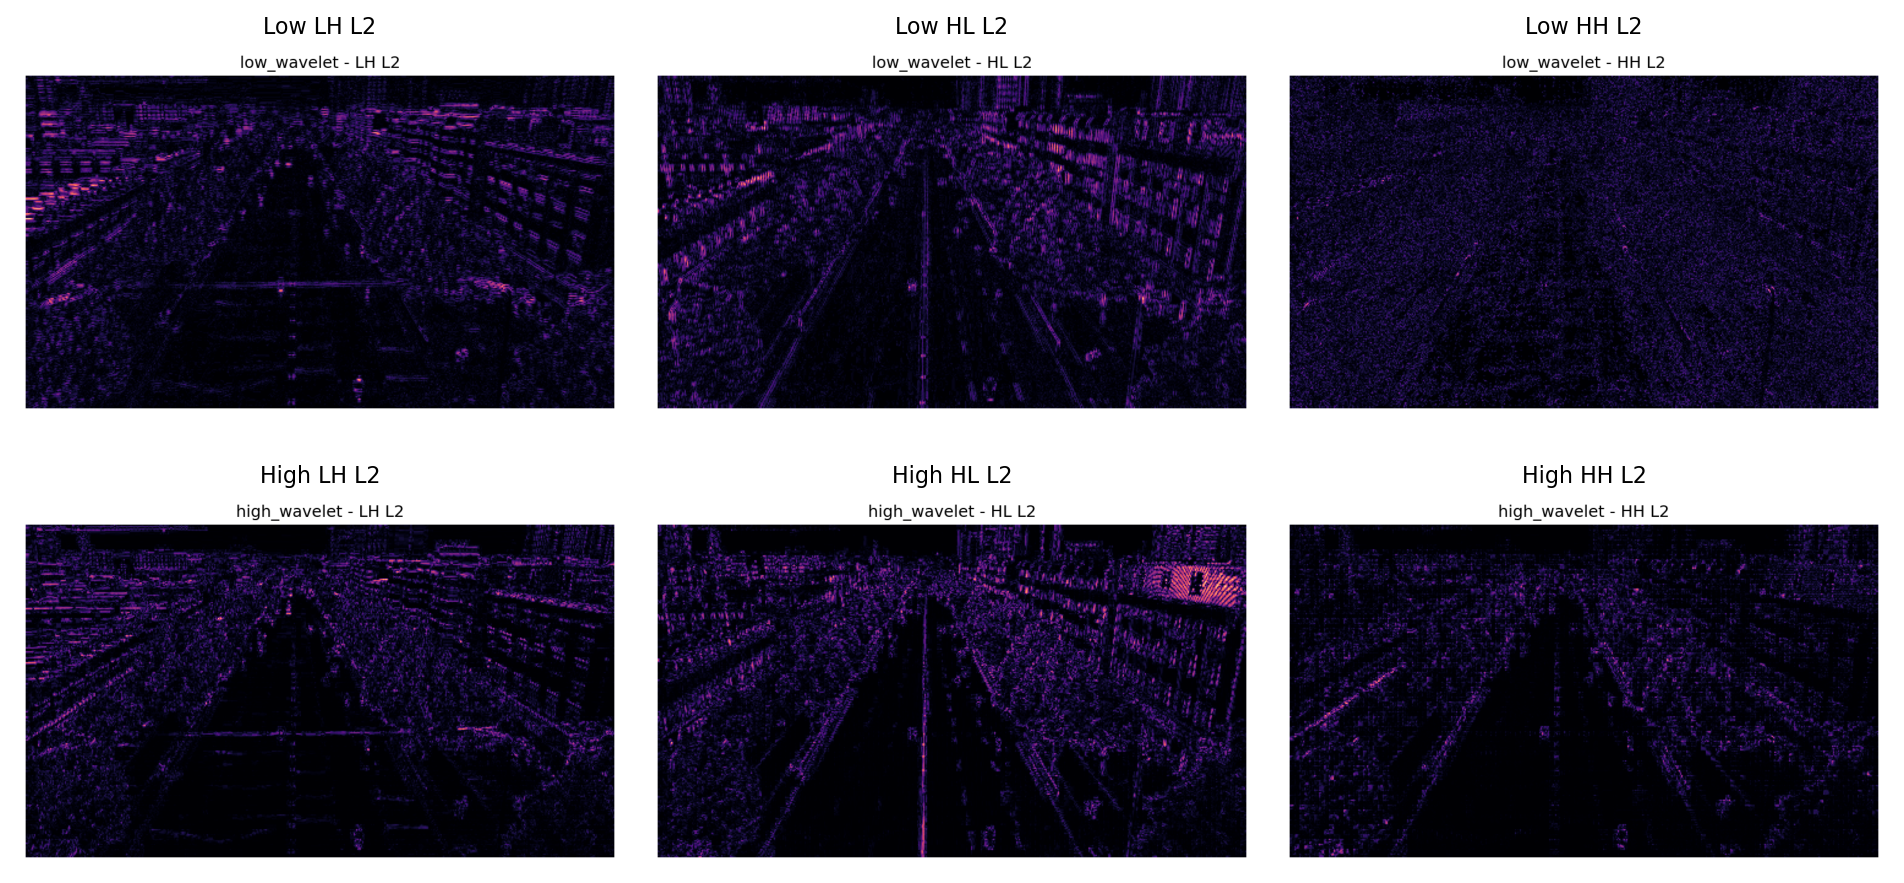 Low LH L2
Low HL L2
Low HH L2
low_wavelet - LH L2
low_wavelet - HL L2
low_wavelet - HH L2
High LH L2
High HL L2
High HH L2
high_wavelet - LH L2
high_wavelet - HL L2
high_wavelet - HH L2